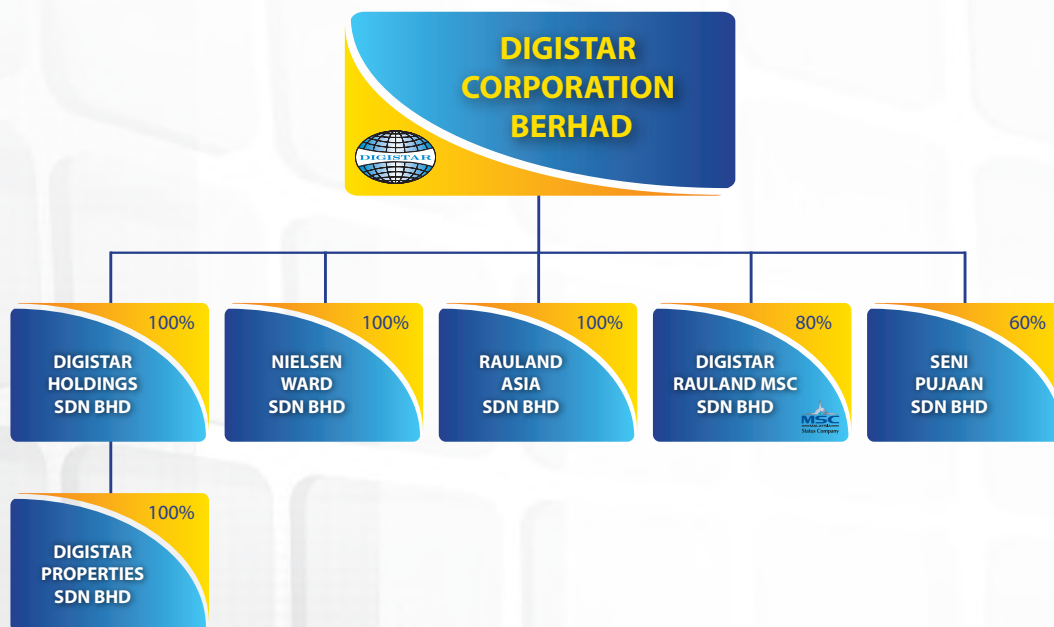 DIGISTAR
CORPORATION
BERHAD
DIGISTAR
100%
DIGISTAR
HOLDINGS
SDN BHD
100%
NIELSEN
WARD
SDN BHD
100%
RAULAND
ASIA
SDN BHD
80%
DIGISTAR
RAULAND MSC
SDN BHD
MSC
MALAYSIA
Status Company
60%
SENI
PUJAAN
SDN BHD
100%
DIGISTAR
PROPERTIES
SDN BHD